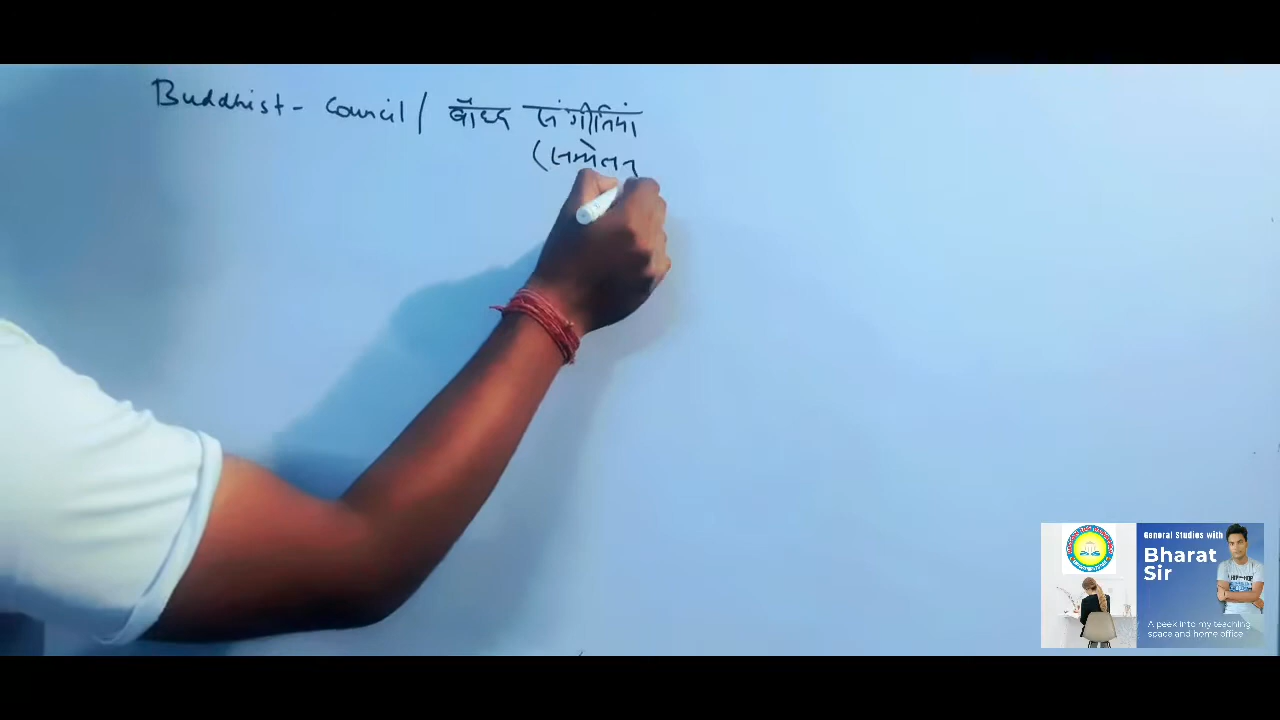 Buddhist - Council / बौध्द संगीतियां
(सम्मेलन
General Studies with
Bharat
Sir
A peek into my teaching
space and home office